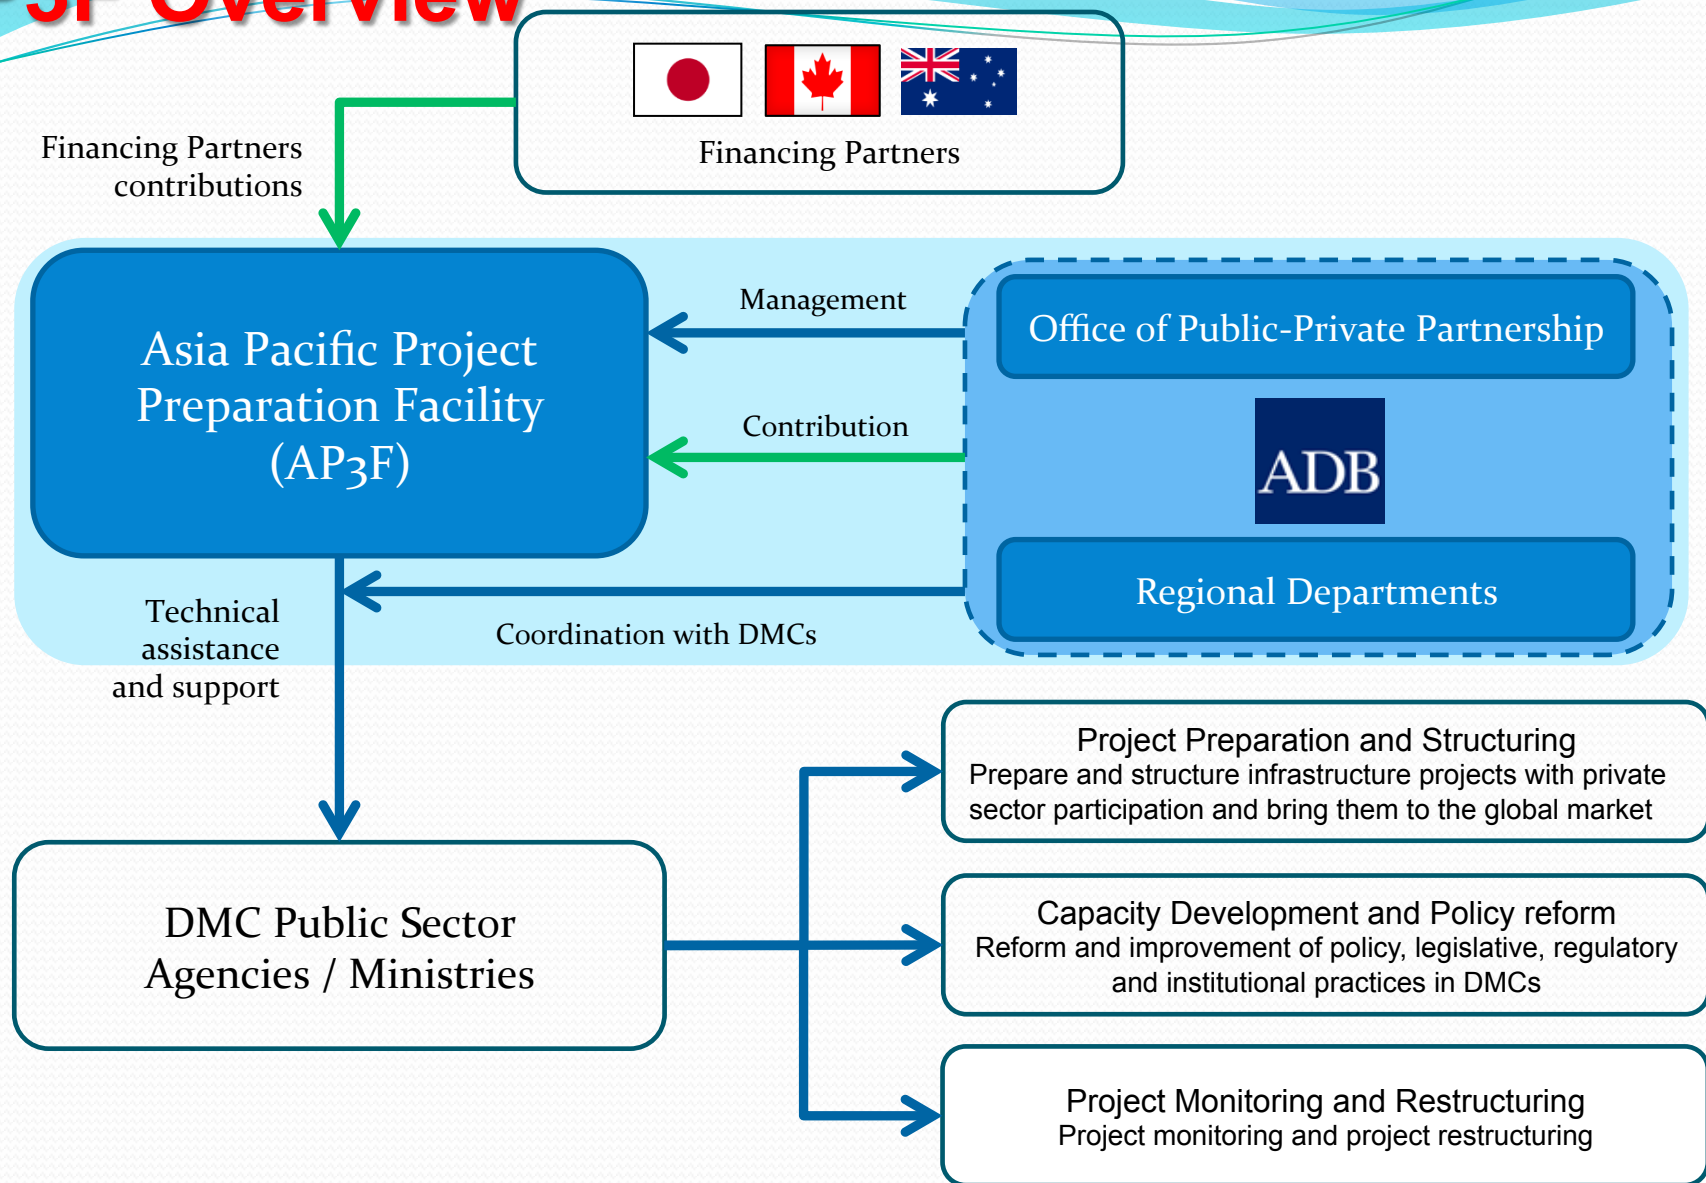 3F Overview
Financing Partners
Financing Partners
contributions
Asia Pacific Project
Preparation Facility
(AP3F)
Management
Contribution
Office of Public-Private Partnership
ADB
Regional Departments
Coordination with DMCs
Technical
assistance
and support
DMC Public Sector
Agencies / Ministries
Project Preparation and Structuring
Prepare and structure infrastructure projects with private
sector participation and bring them to the global market
Capacity Development and Policy reform
Reform and improvement of policy, legislative, regulatory
and institutional practices in DMCs
Project Monitoring and Restructuring
Project monitoring and project restructuring